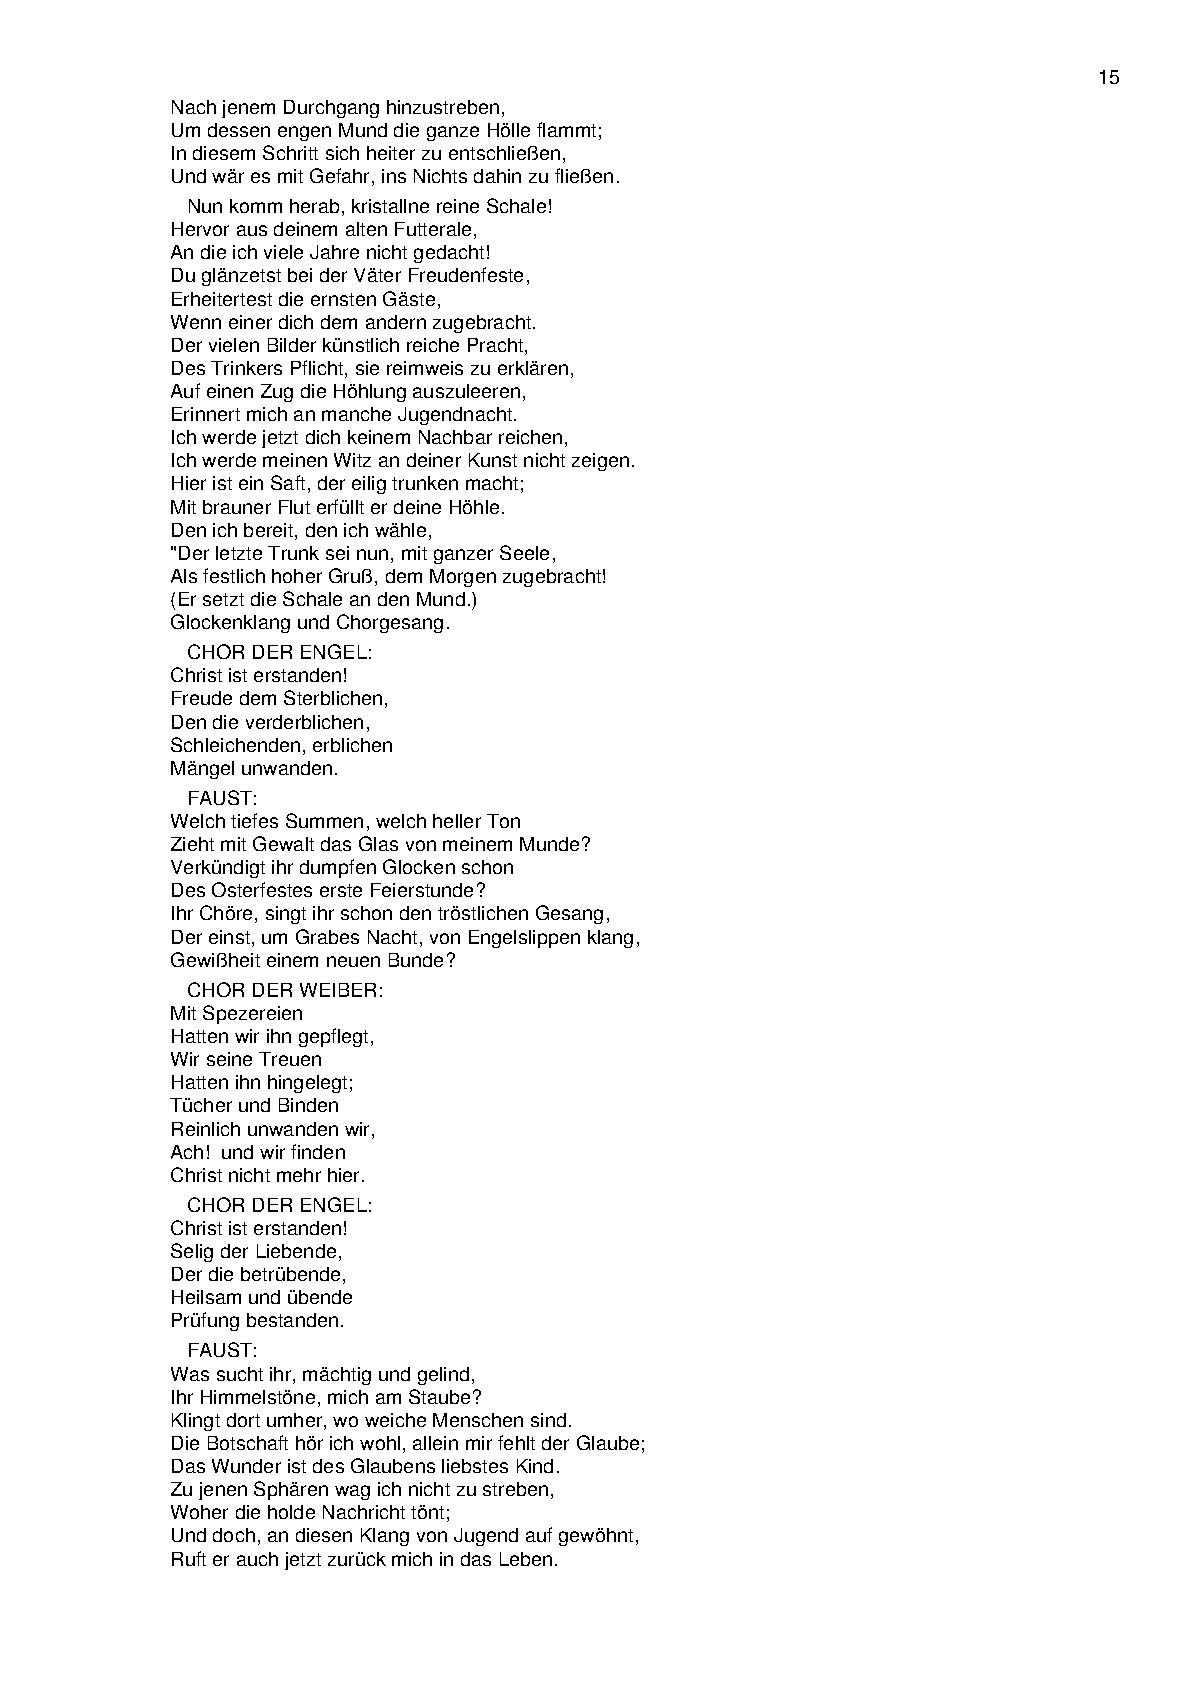 15
Nach jenem Durchgang hinzustreben,
Um dessen engen Mund die ganze Hölle flammt;
In diesem Schritt sich heiter zu entschließen,
Und wär es mit Gefahr, ins Nichts dahin zu fließen.
Nun komm herab, kristallne reine Schale!
Hervor aus deinem alten Futterale,
An die ich viele Jahre nicht gedacht!
Du glänzetst bei der Väter Freudenfeste,
Erheitertest die ernsten Gäste,
Wenn einer dich dem andern zugebracht.
Der vielen Bilder künstlich reiche Pracht,
Des Trinkers Pflicht, sie reimweis zu erklären,
Auf einen Zug die Höhlung auszuleeren,
Erinnert mich an manche Jugendnacht.
Ich werde jetzt dich keinem Nachbar reichen,
Ich werde meinen Witz an deiner Kunst nicht zeigen.
Hier ist ein Saft, der eilig trunken macht;
Mit brauner Flut erfüllt er deine Höhle.
Den ich bereit, den ich wähle,
"Der letzte Trunk sei nun, mit ganzer Seele,
Als festlich hoher Gruß, dem Morgen zugebracht!
(Er setzt die Schale an den Mund.)
Glockenklang und Chorgesang.
CHOR DER ENGEL:
Christ ist erstanden!
Freude dem Sterblichen,
Den die verderblichen,
Schleichenden, erblichen
Mängel unwanden.
FAUST:
Welch tiefes Summen, welch heller Ton
Zieht mit Gewalt das Glas von meinem Munde?
Verkündigt ihr dumpfen Glocken schon
Des Osterfestes erste Feierstunde?
Ihr Chöre, singt ihr schon den tröstlichen Gesang,
Der einst, um Grabes Nacht, von Engelslippen klang,
Gewißheit einem neuen Bunde?
CHOR DER WEIBER:
Mit Spezereien
Hatten wir ihn gepflegt,
Wir seine Treuen
Hatten ihn hingelegt;
Tücher und Binden
Reinlich unwanden wir,
Ach! und wir finden
Christ nicht mehr hier.
CHOR DER ENGEL:
Christ ist erstanden!
Selig der Liebende,
Der die betrübende,
Heilsam und übende
Prüfung bestanden.
FAUST:
Was sucht ihr, mächtig und gelind,
Ihr Himmelstöne, mich am Staube?
Klingt dort umher, wo weiche Menschen sind.
Die Botschaft hör ich wohl, allein mir fehlt der Glaube;
Das Wunder ist des Glaubens liebstes Kind.
Zu jenen Sphären wag ich nicht zu streben,
Woher die holde Nachricht tönt;
Und doch, an diesen Klang von Jugend auf gewöhnt,
Ruft er auch jetzt zurück mich in das Leben.